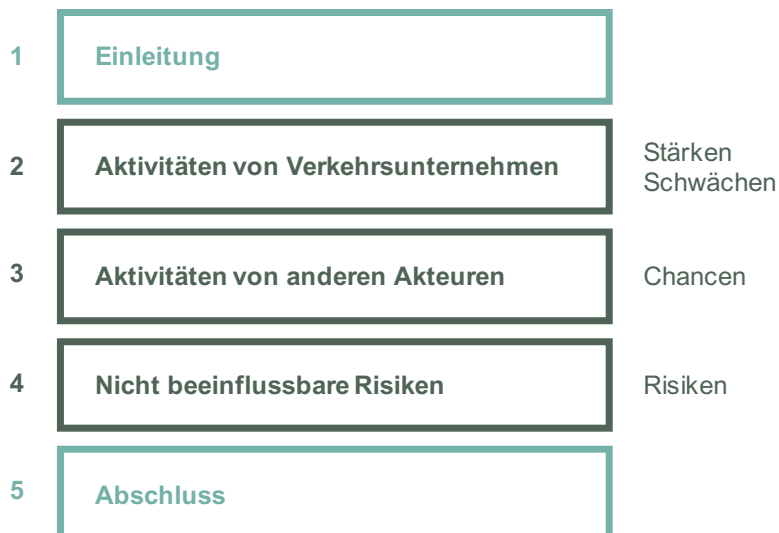 1 Einleitung
2 Aktivitäten von Verkehrsunternehmen
Stärken
Schwächen
3 Aktivitäten von anderen Akteuren Chancen
4 Nicht beeinflussbare Risiken Risiken
5 Abschluss